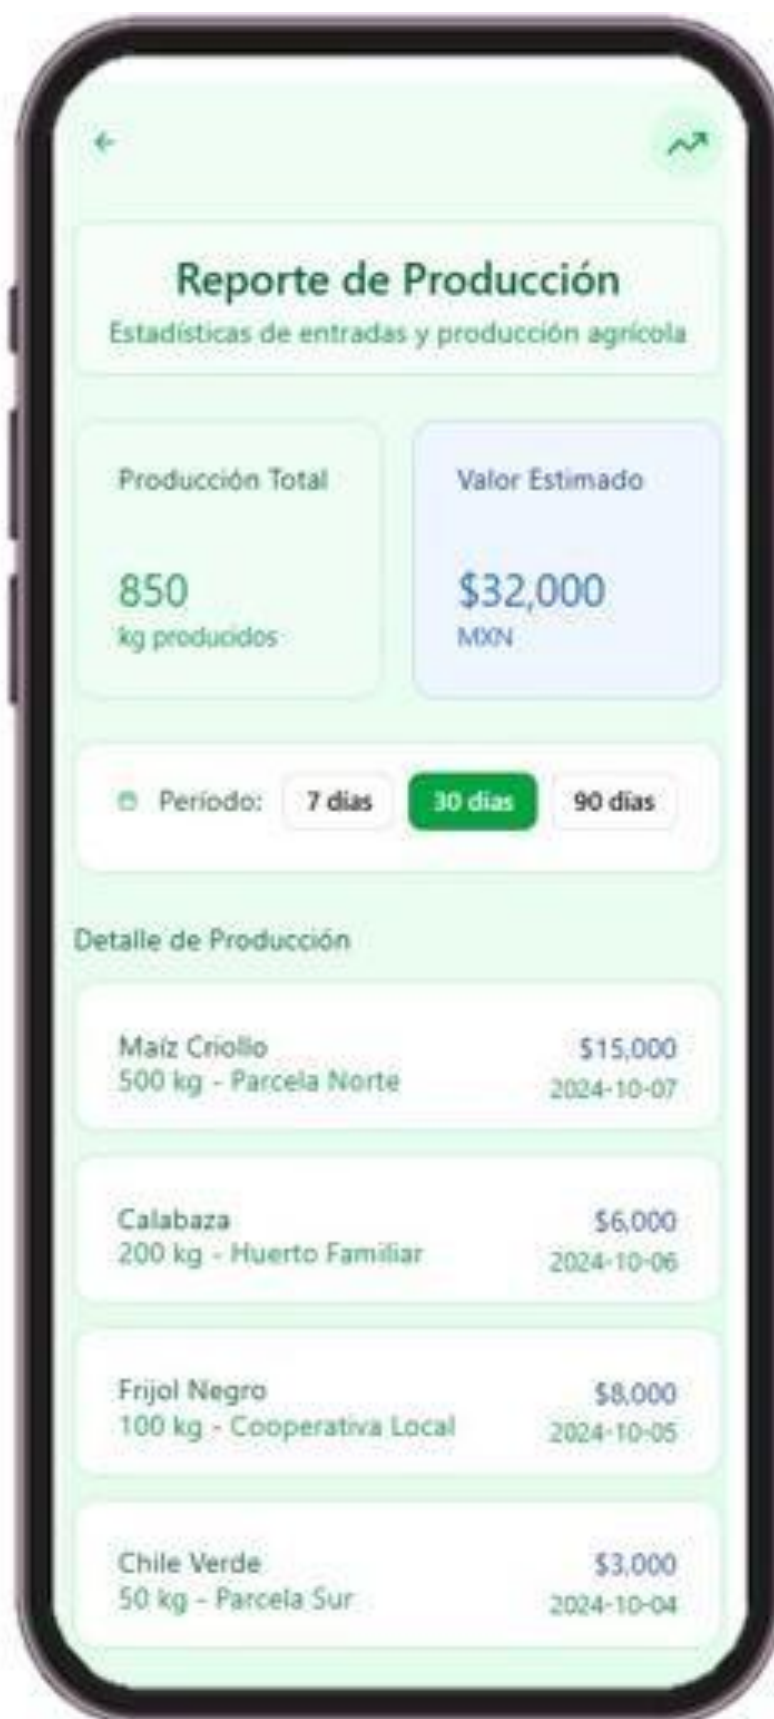 Reporte de Producción
Estadísticas de entradas y producción agrícola
Producción Total
850
kg producidos
Valor Estimado
$32,000
MXN
Período: 7 días 30 días 90 días
Detalle de Producción
Maíz Criollo $15,000
500 kg - Parcela Norte 2024-10-07
Calabaza $6,000
200 kg - Huerto Familiar 2024-10-06
Frijol Negro $8,000
100 kg - Cooperativa Local 2024-10-05
Chile Verde $3,000
50 kg - Parcela Sur 2024-10-04